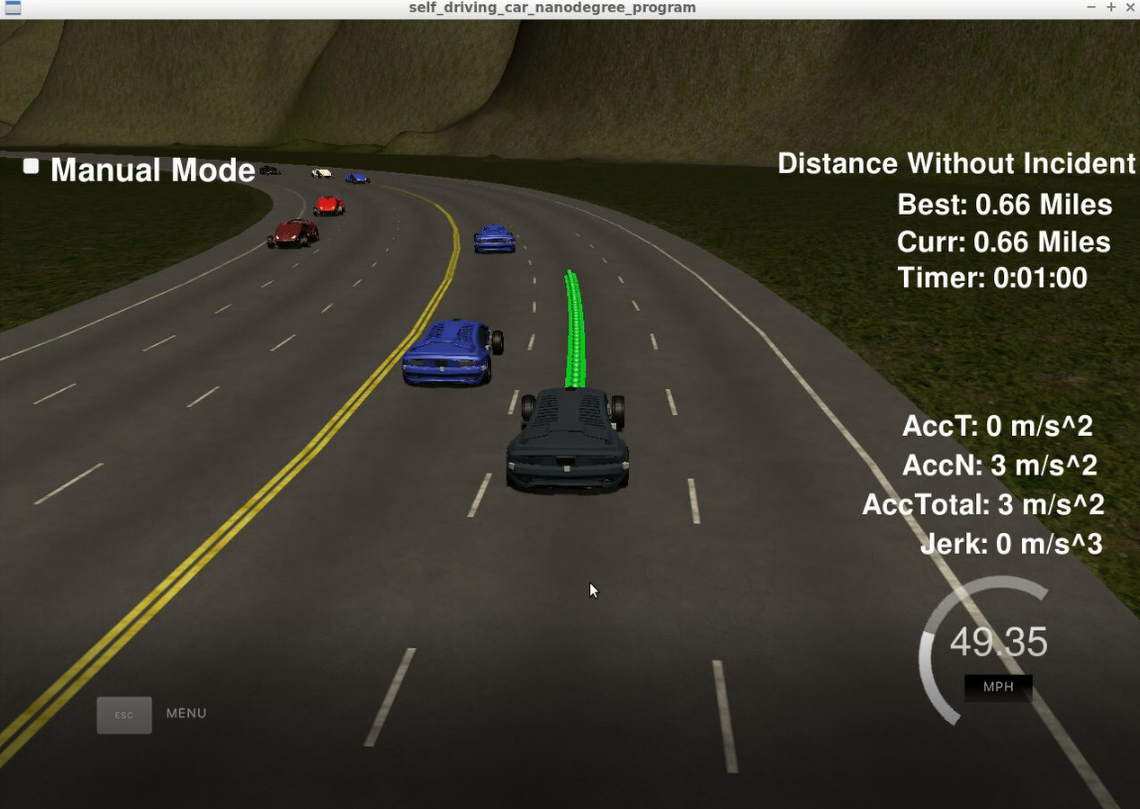 self_driving_car_nanodegree_program
Manual Mode
Distance Without Incident
Best: 0.66 Miles
Curr: 0.66 Miles
Timer: 0:01:00
AccT: 0 m/s^2
AccN: 3 m/s^2
AccTotal: 3 m/s^2
Jerk: 0 m/s^3
49.35
MPH
ESC MENU